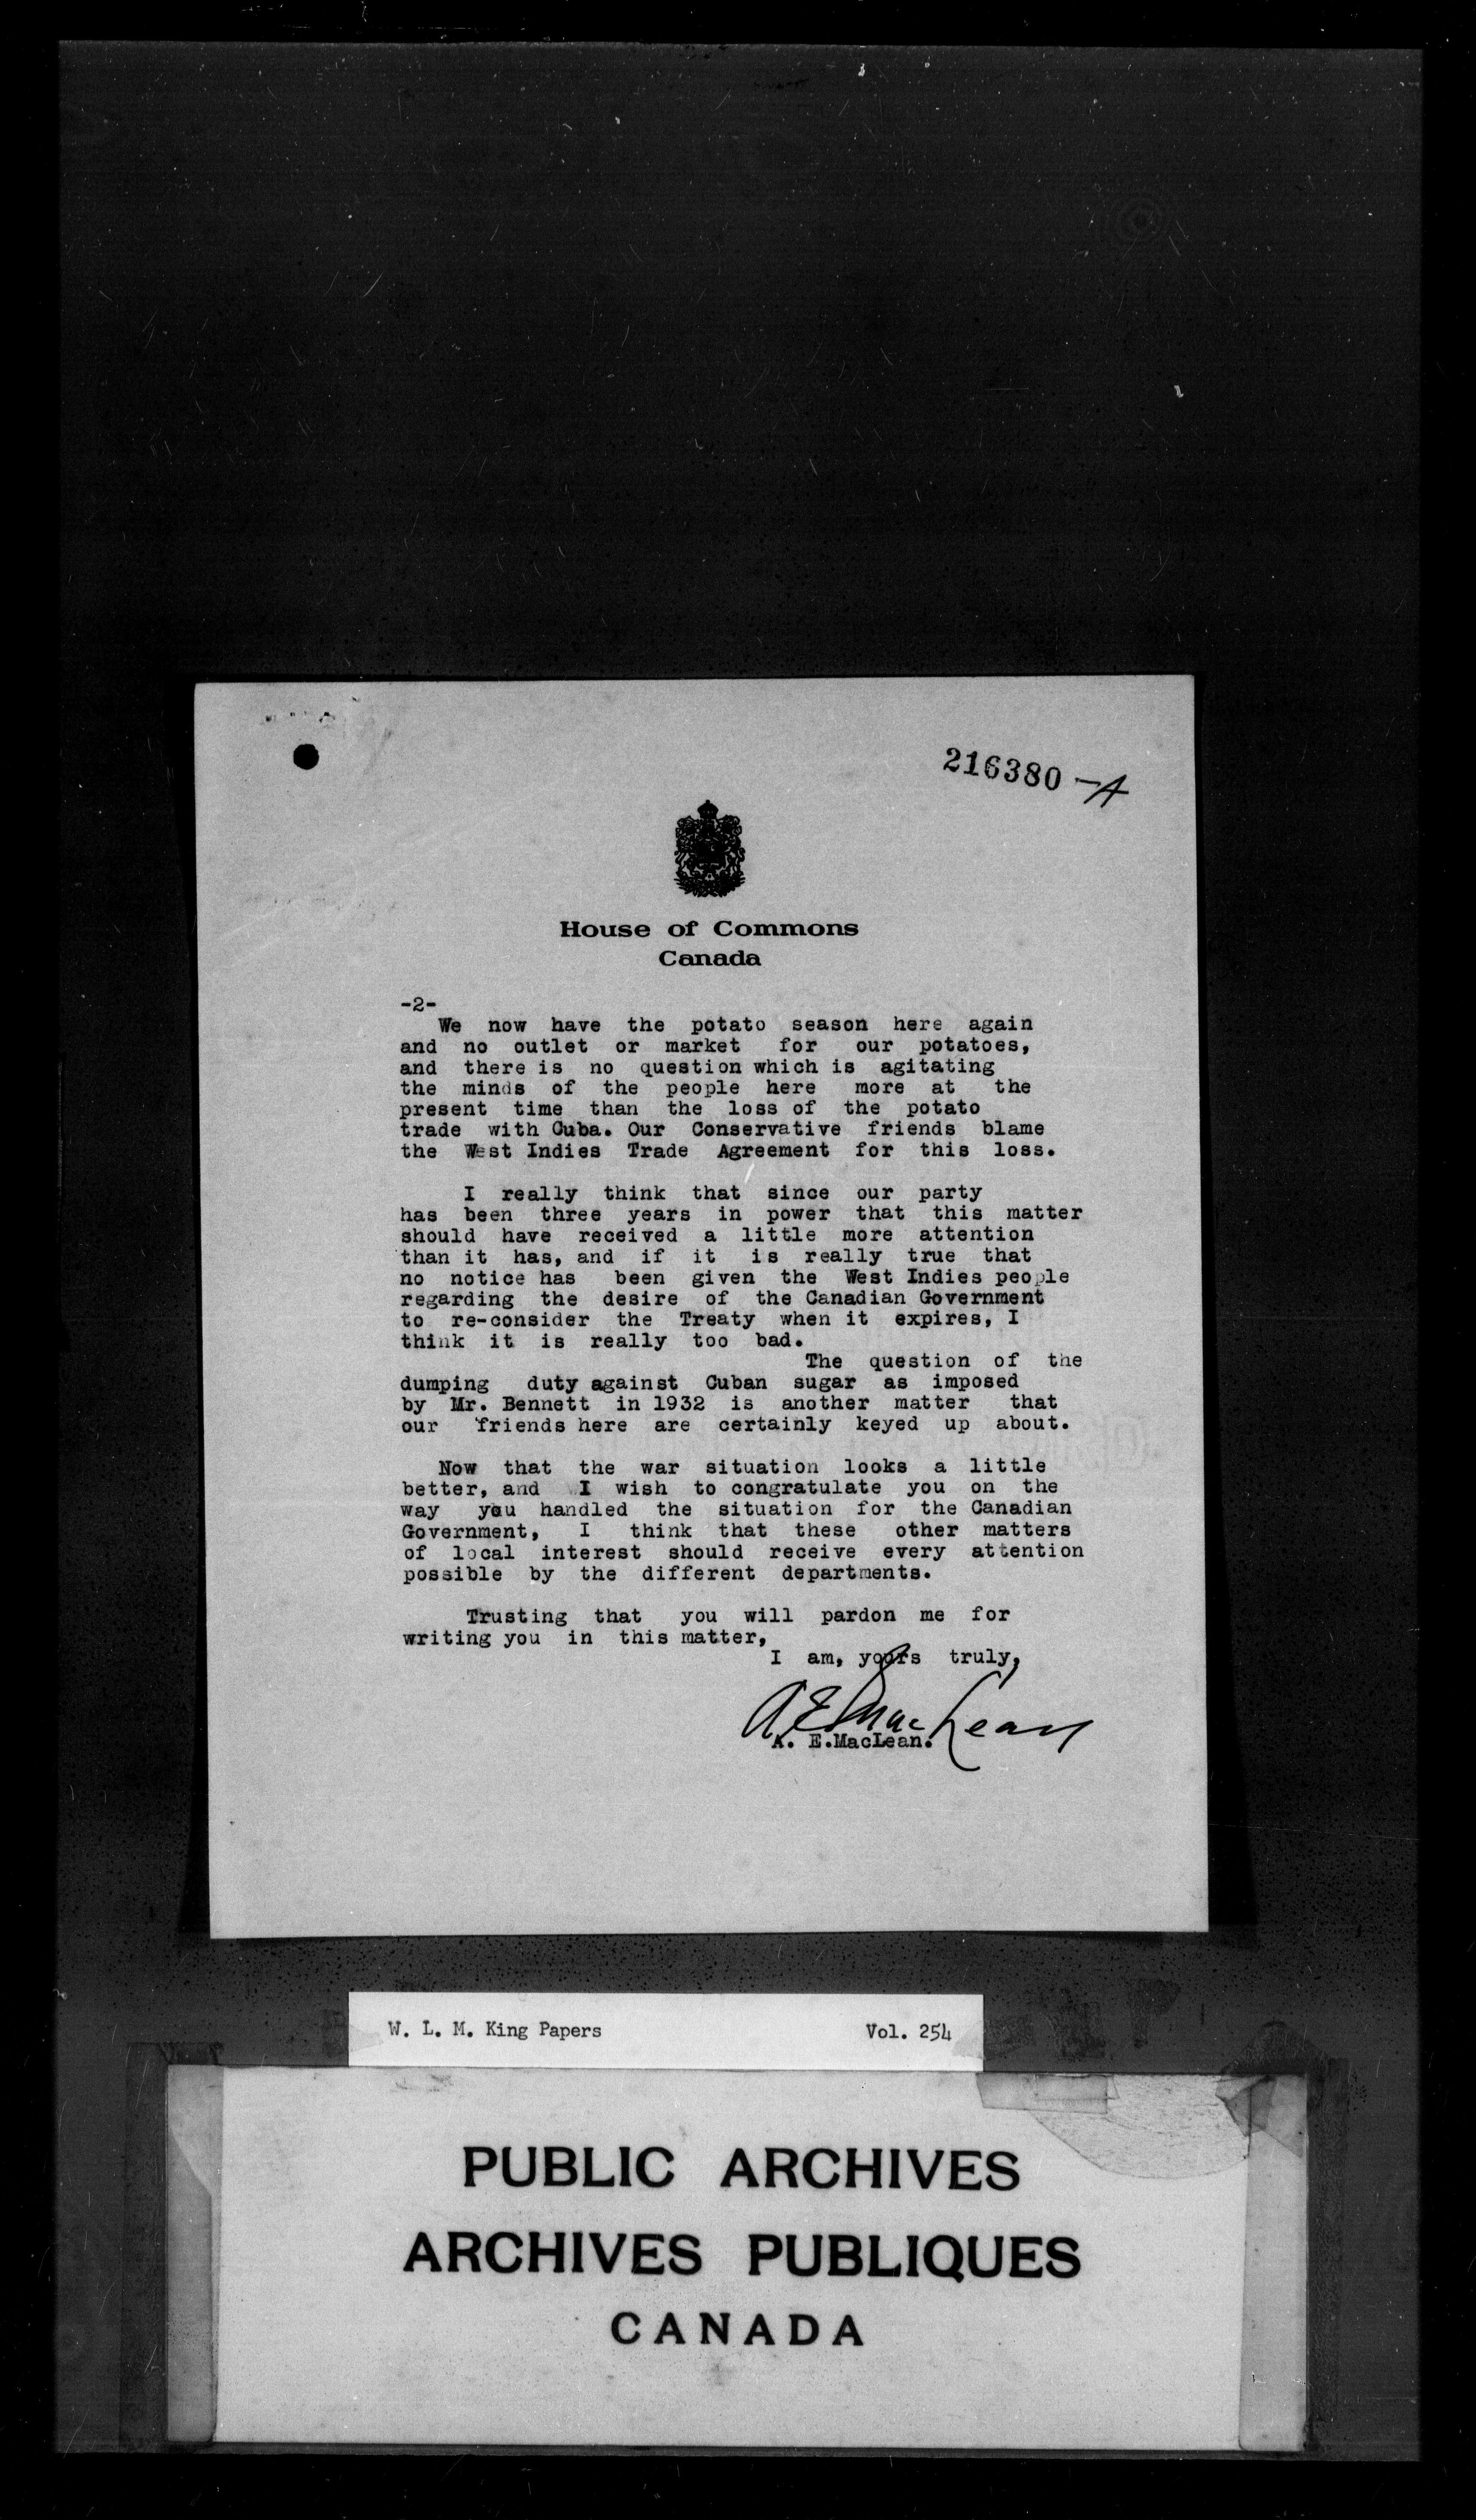 216380 -A
House of Commons
Canada
-2-
We now have the potato season here again
and no outlet or market for our potatoes,
and there is no question which is agitating
the minds of the people here more at the
present time than the loss of the potato
trade with Cuba. Our Conservative friends blame
the West Indies Trade Agreement for this loss.
I really think that since our party
has been three years in power that this matter
should have received a little more attention
than it has, and if it is really true that
no notice has been given the West Indies people
regarding the desire of the Canadian Government
to re-consider the Treaty when it expires, I
think it is really too bad.
The question of the
dumping duty against Cuban sugar as imposed
by Mr. Bennett in 1932 is another matter that
our friends here are certainly keyed up about.
Now that the war situation looks a little
better, and I wish to congratulate you on the
way you handled the situation for the Canadian
Government, I think that these other matters
of local interest should receive every attention
possible by the different departments.
Trusting that you will pardon me for
writing you in this matter,
I am, yours truly,
A E MacLean
A. E.MacLean.
W. L. M. King Papers Vol. 254
PUBLIC ARCHIVES
ARCHIVES PUBLIQUES
CANADA